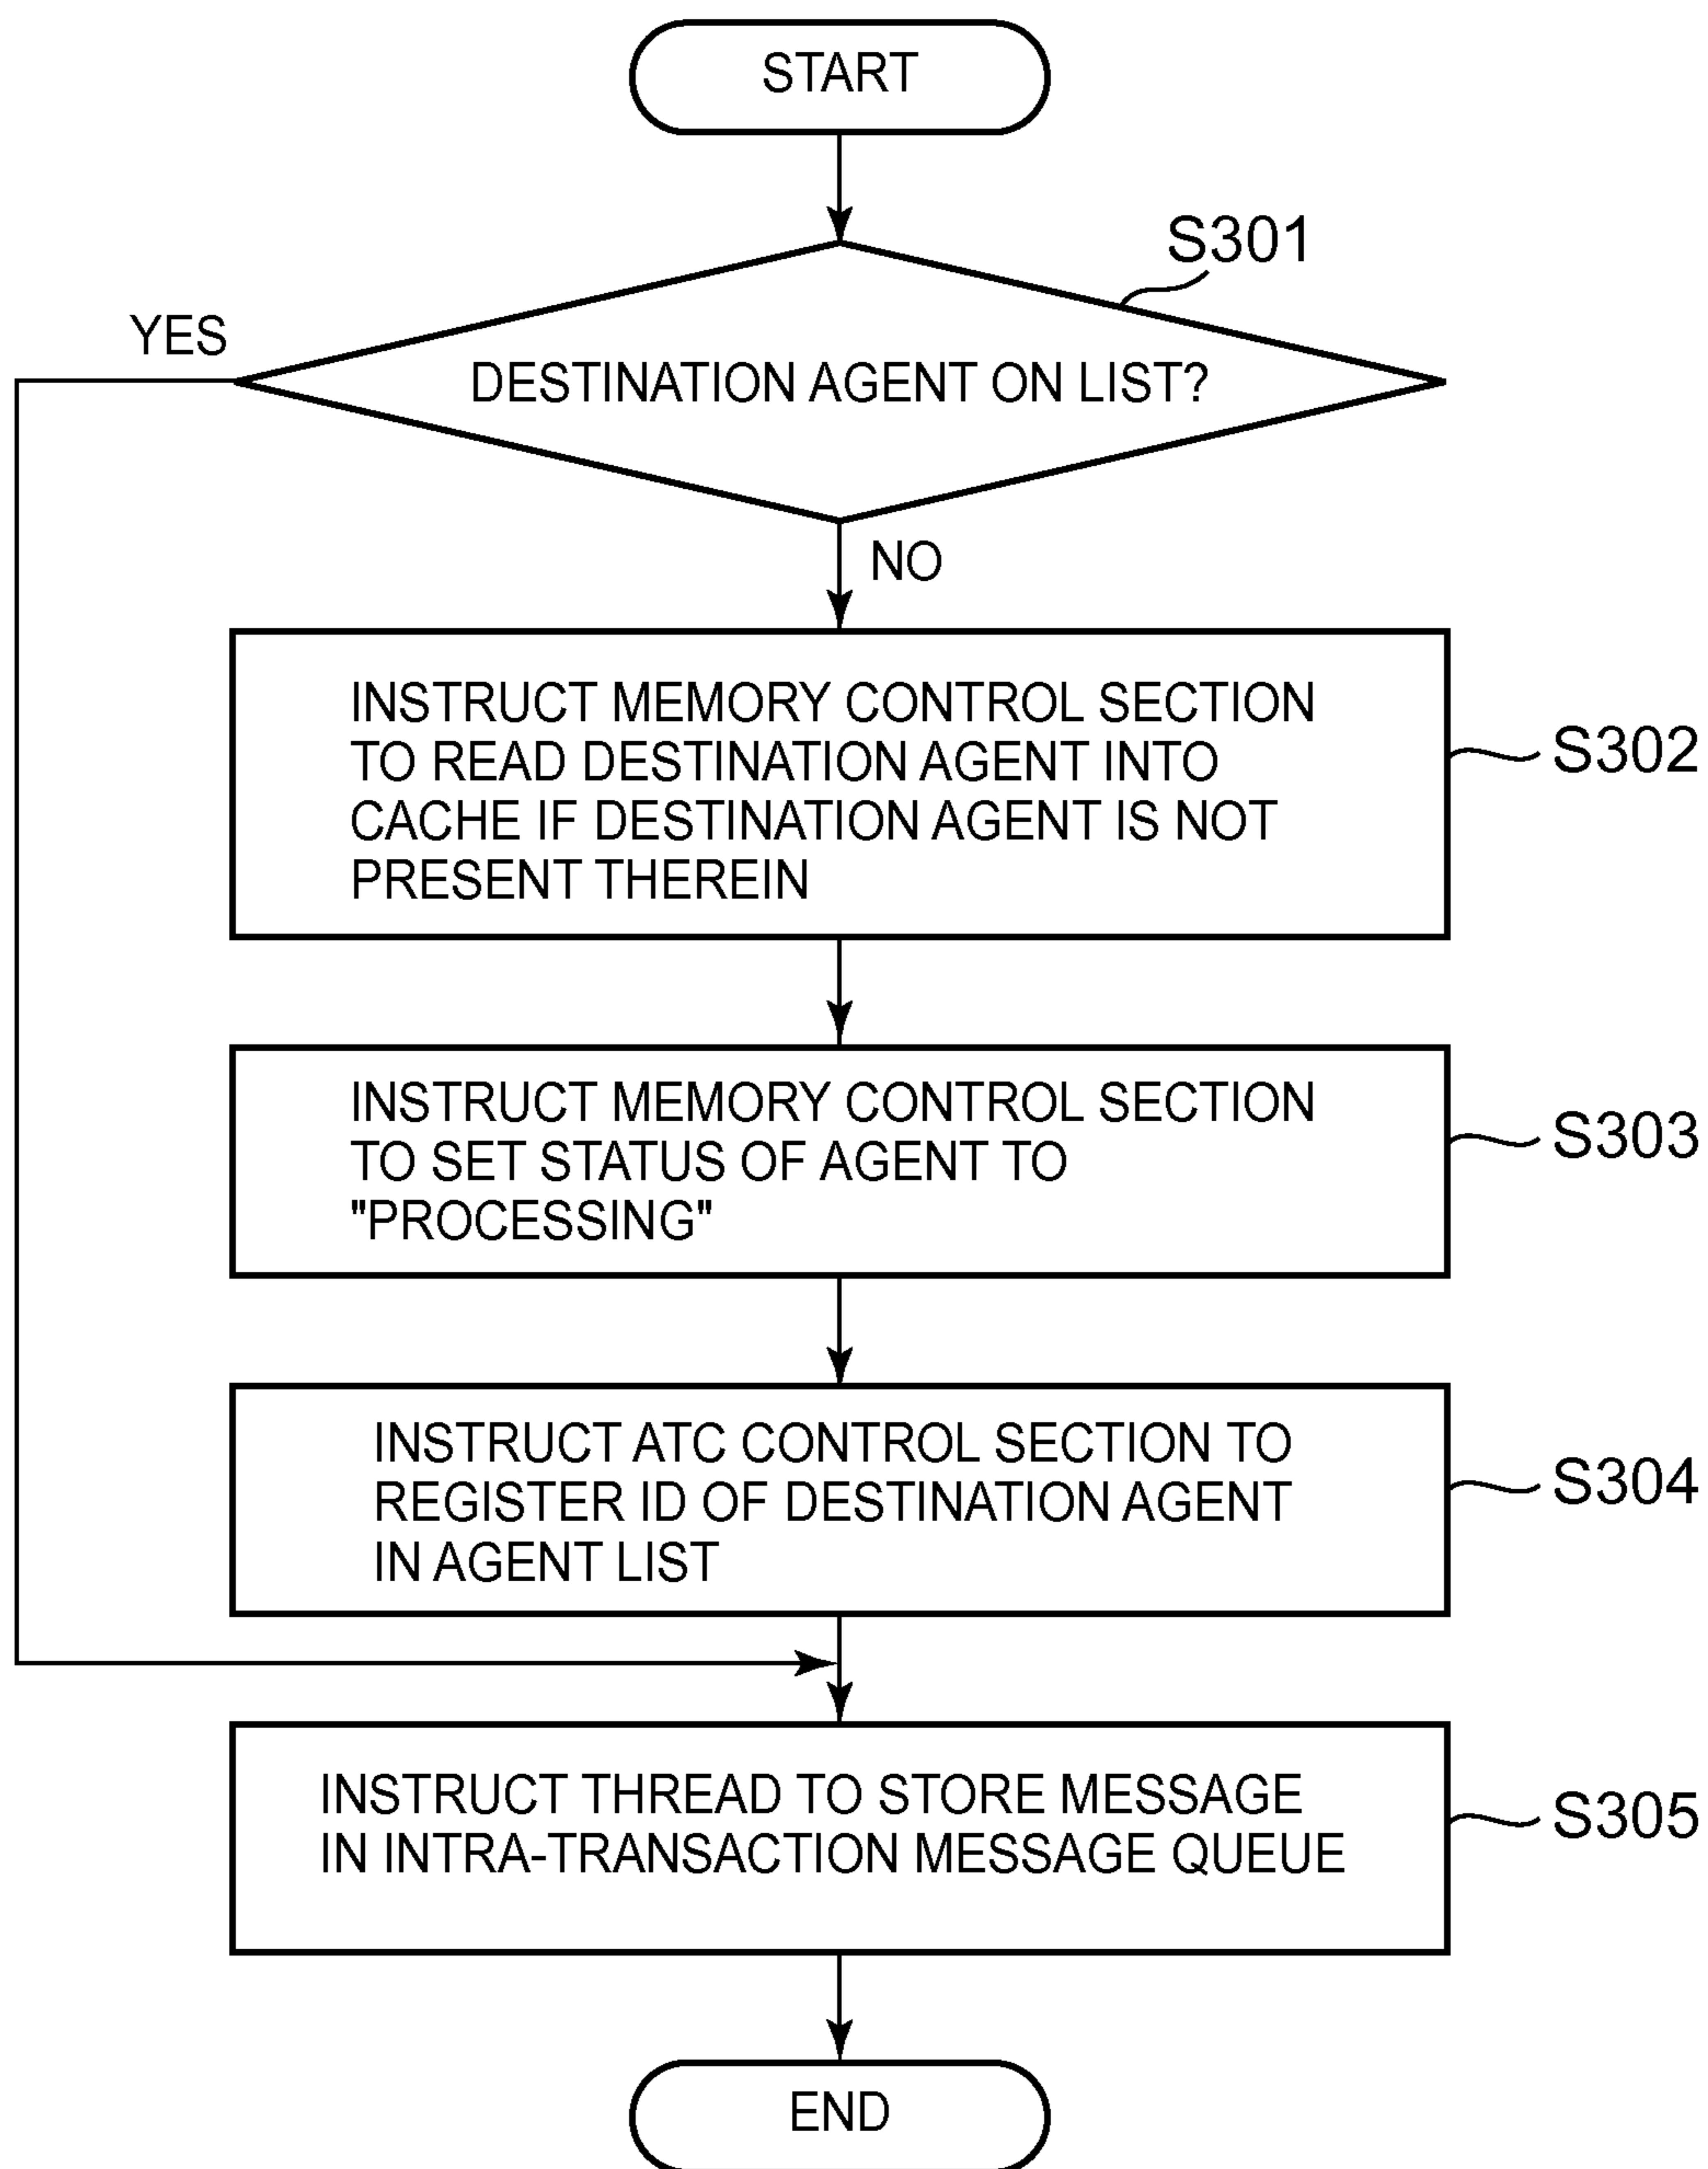 START
S301
YES
DESTINATION AGENT ON LIST?
NO
INSTRUCT MEMORY CONTROL SECTION
TO READ DESTINATION AGENT INTO
CACHE IF DESTINATION AGENT IS NOT
PRESENT THEREIN
S302
INSTRUCT MEMORY CONTROL SECTION
TO SET STATUS OF AGENT TO
"PROCESSING"
S303
INSTRUCT ATC CONTROL SECTION TO
REGISTER ID OF DESTINATION AGENT
IN AGENT LIST
S304
INSTRUCT THREAD TO STORE MESSAGE
IN INTRA-TRANSACTION MESSAGE QUEUE
S305
END